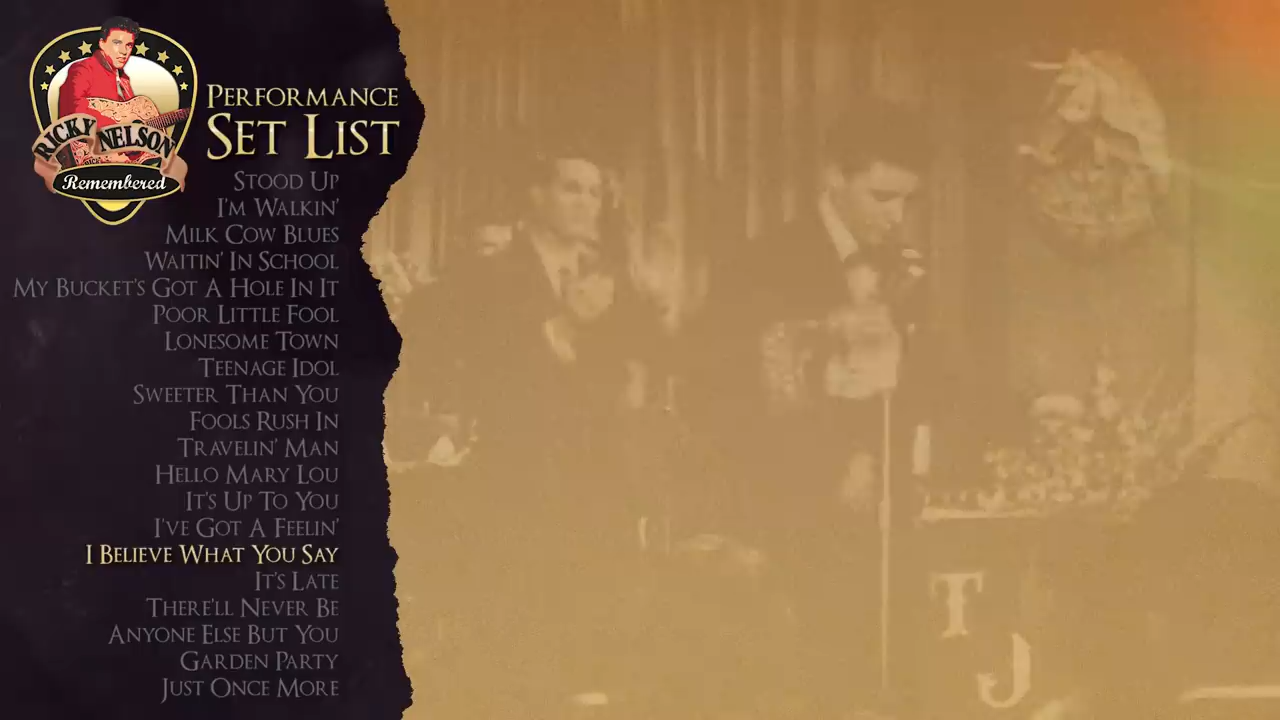 RICKY NELSON
Remembered
PERFORMANCE
SET LIST
STOOD UP
I'M WALKIN'
MILK COW BLUES
WAITIN' IN SCHOOL
MY BUCKET'S GOT A HOLE IN IT
POOR LITTLE FOOL
LONESOME TOWN
TEENAGE IDOL
SWEETER THAN YOU
FOOLS RUSH IN
TRAVELIN' MAN
HELLO MARY LOU
IT'S UP TO YOU
I'VE GOT A FEELIN'
I BELIEVE WHAT YOU SAY
IT'S LATE
THERE'LL NEVER BE
ANYONE ELSE BUT YOU
GARDEN PARTY
JUST ONCE MORE
T
J